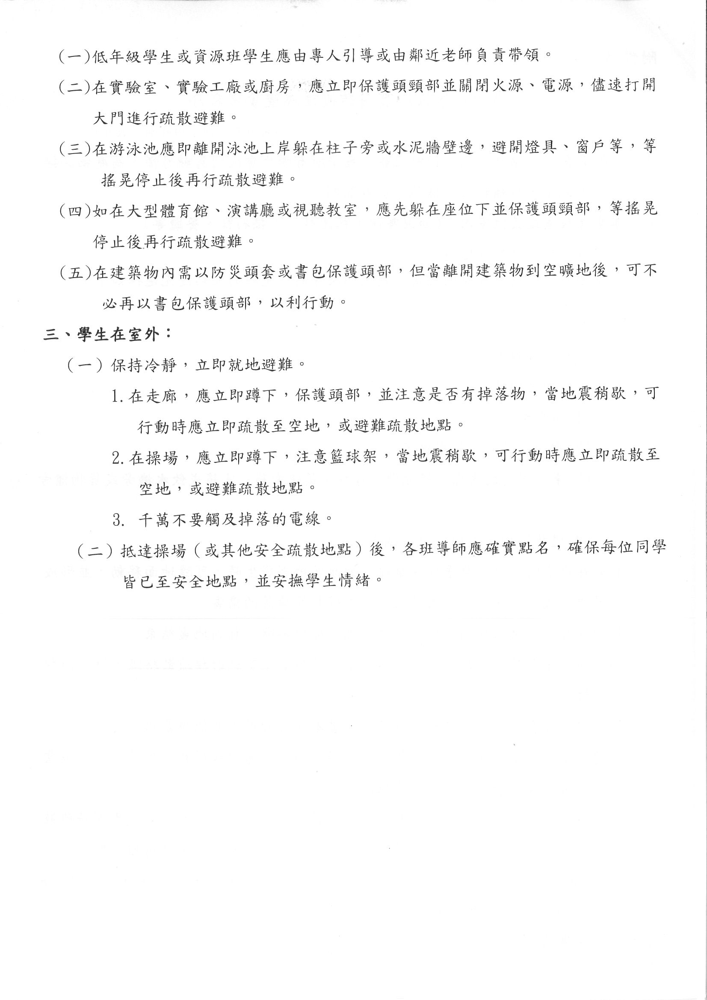 (一)低年級學生或資源班學生應由專人引導或由鄰近老師負責帶領。
(二)在實驗室、實驗工廠或廚房，應立即保護頭頸部並關閉火源、電源，儘速打開
大門進行疏散避難。
(三)在游泳池應即離開泳池上岸躲在柱子旁或水泥牆壁邊，避開燈具、窗戶等，等
搖晃停止後再行疏散避難。
(四)如在大型體育館、演講廳或視聽教室，應先躲在座位下並保護頭頸部，等搖晃
停止後再行疏散避難。
(五)在建築物內需以防災頭套或書包保護頭部，但當離開建築物到空曠地後，可不
必再以書包保護頭部，以利行動。
三、學生在室外：
（一）保持冷靜，立即就地避難。
1.在走廊，應立即蹲下，保護頭部，並注意是否有掉落物，當地震稍歇，可
行動時應立即疏散至空地，或避難疏散地點。
2.在操場，應立即蹲下，注意籃球架，當地震稍歇，可行動時應立即疏散至
空地，或避難疏散地點。
3. 千萬不要觸及掉落的電線。
（二）抵達操場（或其他安全疏散地點）後，各班導師應確實點名，確保每位同學
皆已至安全地點，並安撫學生情緒。